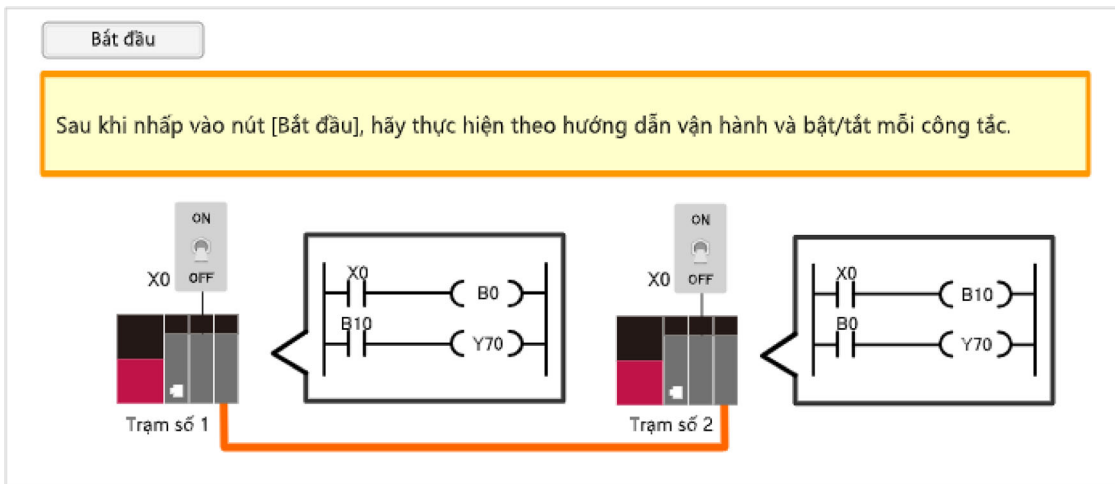 Bắt đầu
Sau khi nhấp vào nút [Bắt đầu], hãy thực hiện theo hướng dẫn vận hành và bật/tắt mỗi công tắc.
ON
X0 OFF
X0
B0
B10
Y70
Trạm số 1
ON
X0 OFF
X0
B10
B0
Y70
Trạm số 2